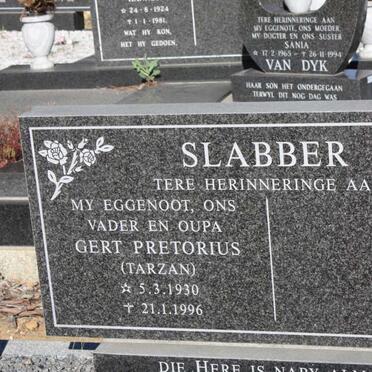 ☆ 24-8-1924
† 1-1-1981.
WAT HY KON,
HET HY GEDOEN.
TERE HERINNERINGE AAN
MY EGGENOTE, ONS MOEDER,
MY DOGTER EN ONS SUSTER
SANIA
☆ 17-2-1965 † 26-11-1994
VAN DYK
HAAR SON HET ONDERGEGAAN
TERWYL DIT NOG DAG WAS
SLABBER
TERE HERINNERINGE AA
MY EGGENOOT, ONS
VADER EN OUPA
GERT PRETORIUS
(TARZAN)
☆ 5.3.1930
† 21.1.1996
DIE HERE IS NABY